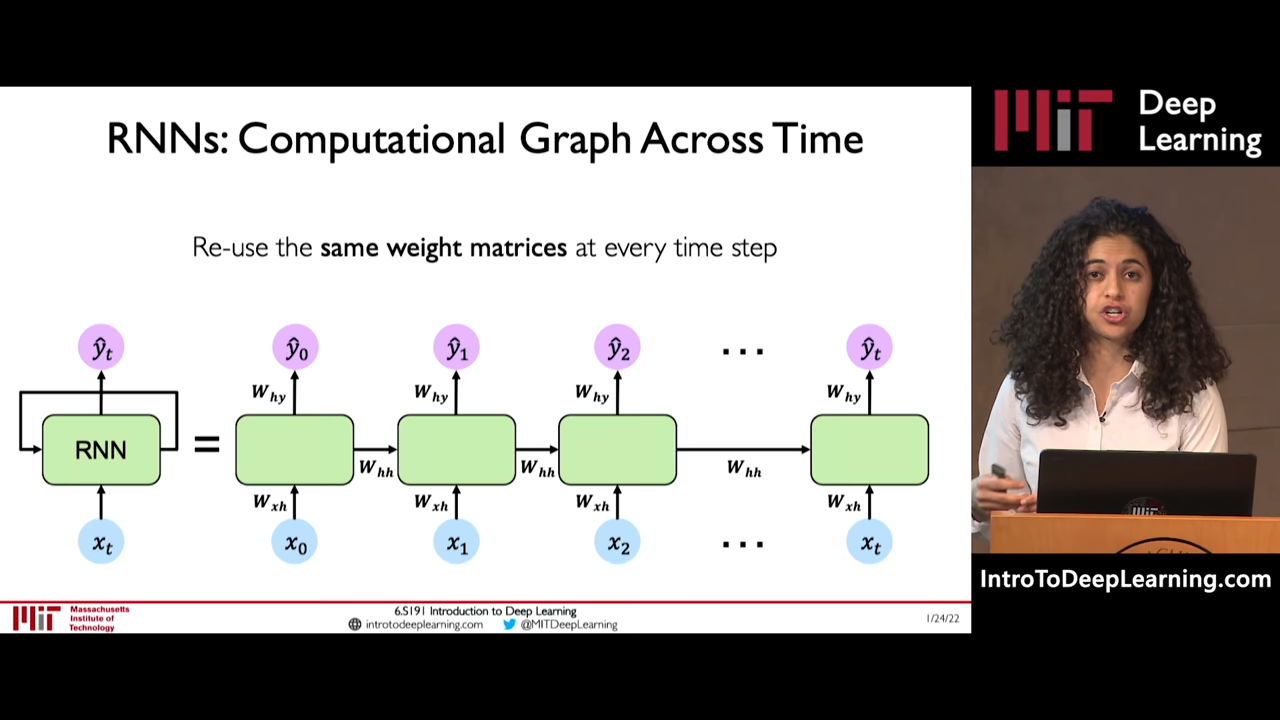 RNNs: Computational Graph Across Time
Re-use the same weight matrices at every time step
ŷt ŷ0 ŷ1 ŷ2 ... ŷt
Why Why Why Why
RNN =
Whh Whh Whh
Wxh Wxh Wxh Wxh
xt x0 x1 x2 ... xt
Massachusetts
Institute of
Technology
6.S191 Introduction to Deep Learning
introtodeeplearning.com @MITDeepLearning
1/24/22
MIT Deep
Learning
IntroToDeepLearning.com